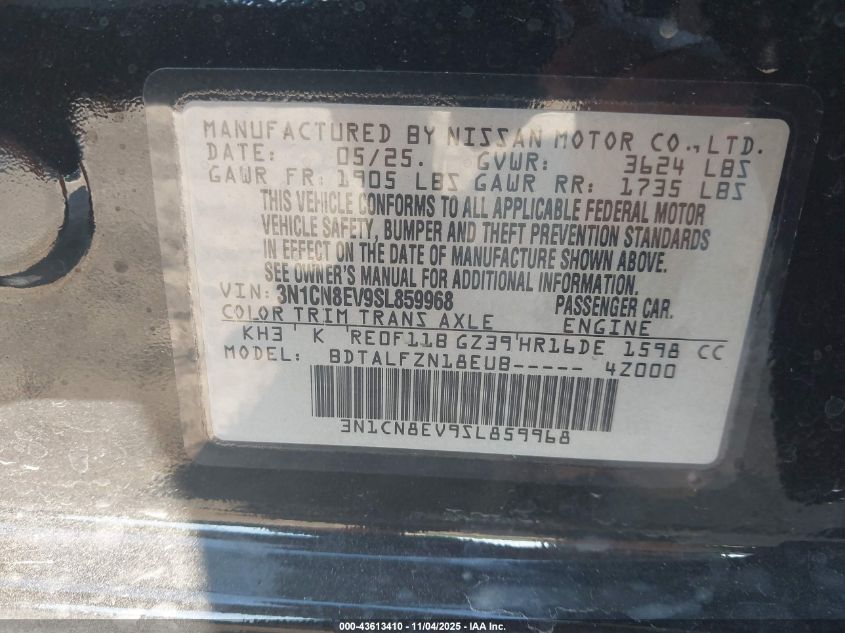 MANUFACTURED BY NISSAN MOTOR CO., LTD.
DATE: 05/25. GVWR: 3624 LBS
GAWR FR: 1905 LBS GAWR RR: 1735 LBS
THIS VEHICLE CONFORMS TO ALL APPLICABLE FEDERAL MOTOR
VEHICLE SAFETY, BUMPER AND THEFT PREVENTION STANDARDS
IN EFFECT ON THE DATE OF MANUFACTURE SHOWN ABOVE.
SEE OWNER'S MANUAL FOR ADDITIONAL INFORMATION.
VIN: 3N1CN8EV9SL859968 PASSENGER CAR.
COLOR TRIM TRANS AXLE ENGINE
KH3 ' K 'RE0F11B GZ39'HR16DE 1598 CC
MODEL: BDTALFZN18EUB----- 4Z000
3N1CN8EV9SL859968
000-43613410 - 11/04/2025 - IAA Inc.